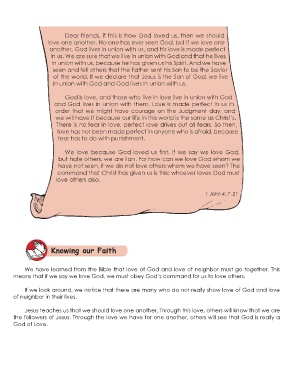 Dear friends, if this is how God loved us, then we should
love one another. No one has ever seen God, but if we love one
another, God lives in union with us, and his love is made perfect
in us. We are sure that we live in union with God and that he lives
in union with us, because he has given us his Spirit. And we have
seen and tell others that the Father sent his Son to be the Savior
of the world. If we declare that Jesus is the Son of God, we live
in union with God and God lives in union with us.
God is love, and those who live in love live in union with God
and God lives in union with them. Love is made perfect in us in
order that we might have courage on the Judgment day; and
we will have it because our life in this world is the same as Christ's.
There is no fear in love; perfect love drives out all fears. So then,
love has not been made perfect in anyone who is afraid, because
fear has to do with punishment.
We love because God loved us first. If we say we love God,
but hate others, we are liars. For how can we love God whom we
have not seen, if we do not love others whom we have seen? The
command that Christ has given us is this: whoever loves God must
love others also.
1 John 4: 7-21
Knowing our Faith
We have learned from the Bible that love of God and love of neighbor must go together. This
means that if we say we love God, we must obey God's command for us to love others.
If we look around, we notice that there are many who do not really show love of God and love
of neighbor in their lives.
Jesus teaches us that we should love one another. Through this love, others will know that we are
the followers of Jesus. Through the love we have for one another, others will see that God is really a
God of Love.